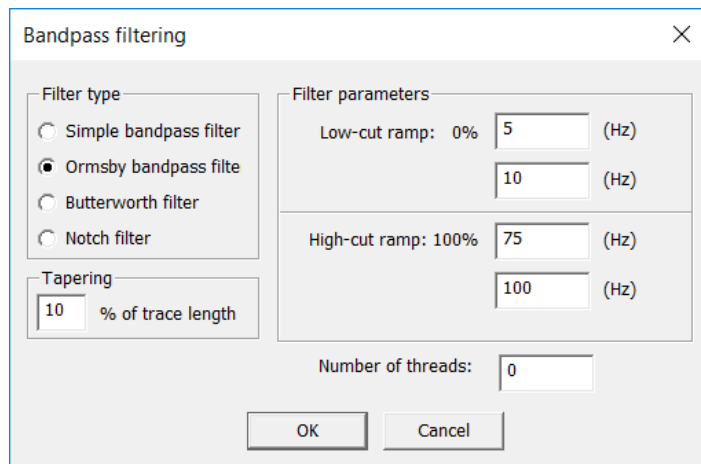 Bandpass filtering
Filter type
Simple bandpass filter
Ormsby bandpass filte
Butterworth filter
Notch filter
Tapering
10 % of trace length
Filter parameters
Low-cut ramp: 0% 5 (Hz)
10 (Hz)
High-cut ramp: 100% 75 (Hz)
100 (Hz)
Number of threads: 0
OK Cancel